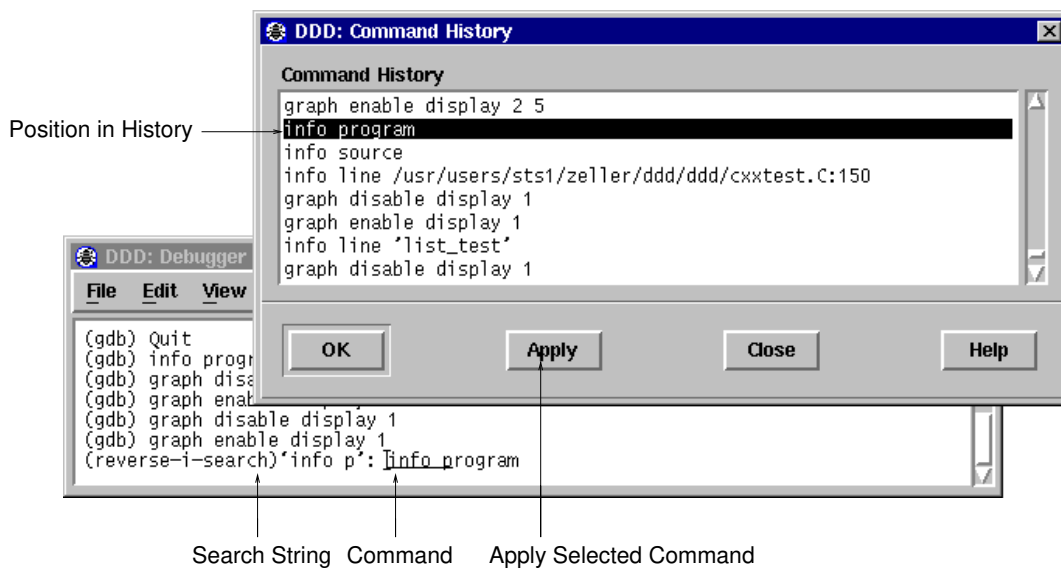 DDD: Command History
Command History
graph enable display 2 5
info program
info source
info line /usr/users/sts1/zeller/ddd/ddd/cxxtest.C:150
graph disable display 1
graph enable display 1
info line 'list_test'
graph disable display 1
OK Apply Close Help
Position in History
DDD: Debugger
File Edit View
(gdb) Quit
(gdb) info progr
(gdb) graph disa
(gdb) graph enab
(gdb) graph disable display 1
(gdb) graph enable display 1
(reverse-i-search)‘info p’: info program
Search String Command Apply Selected Command